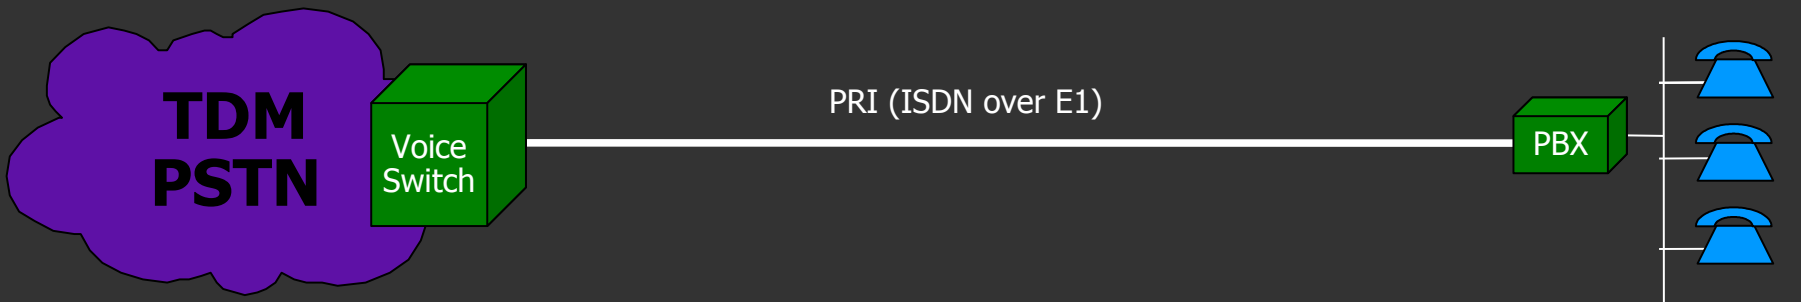 TDM
PSTN
Voice
Switch
PRI (ISDN over E1)
PBX